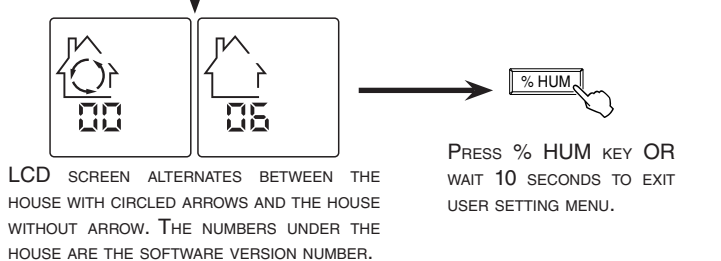 00 06
% HUM
LCD SCREEN ALTERNATES BETWEEN THE
HOUSE WITH CIRCLED ARROWS AND THE HOUSE
WITHOUT ARROW. THE NUMBERS UNDER THE
HOUSE ARE THE SOFTWARE VERSION NUMBER.
PRESS % HUM KEY OR
WAIT 10 SECONDS TO EXIT
USER SETTING MENU.